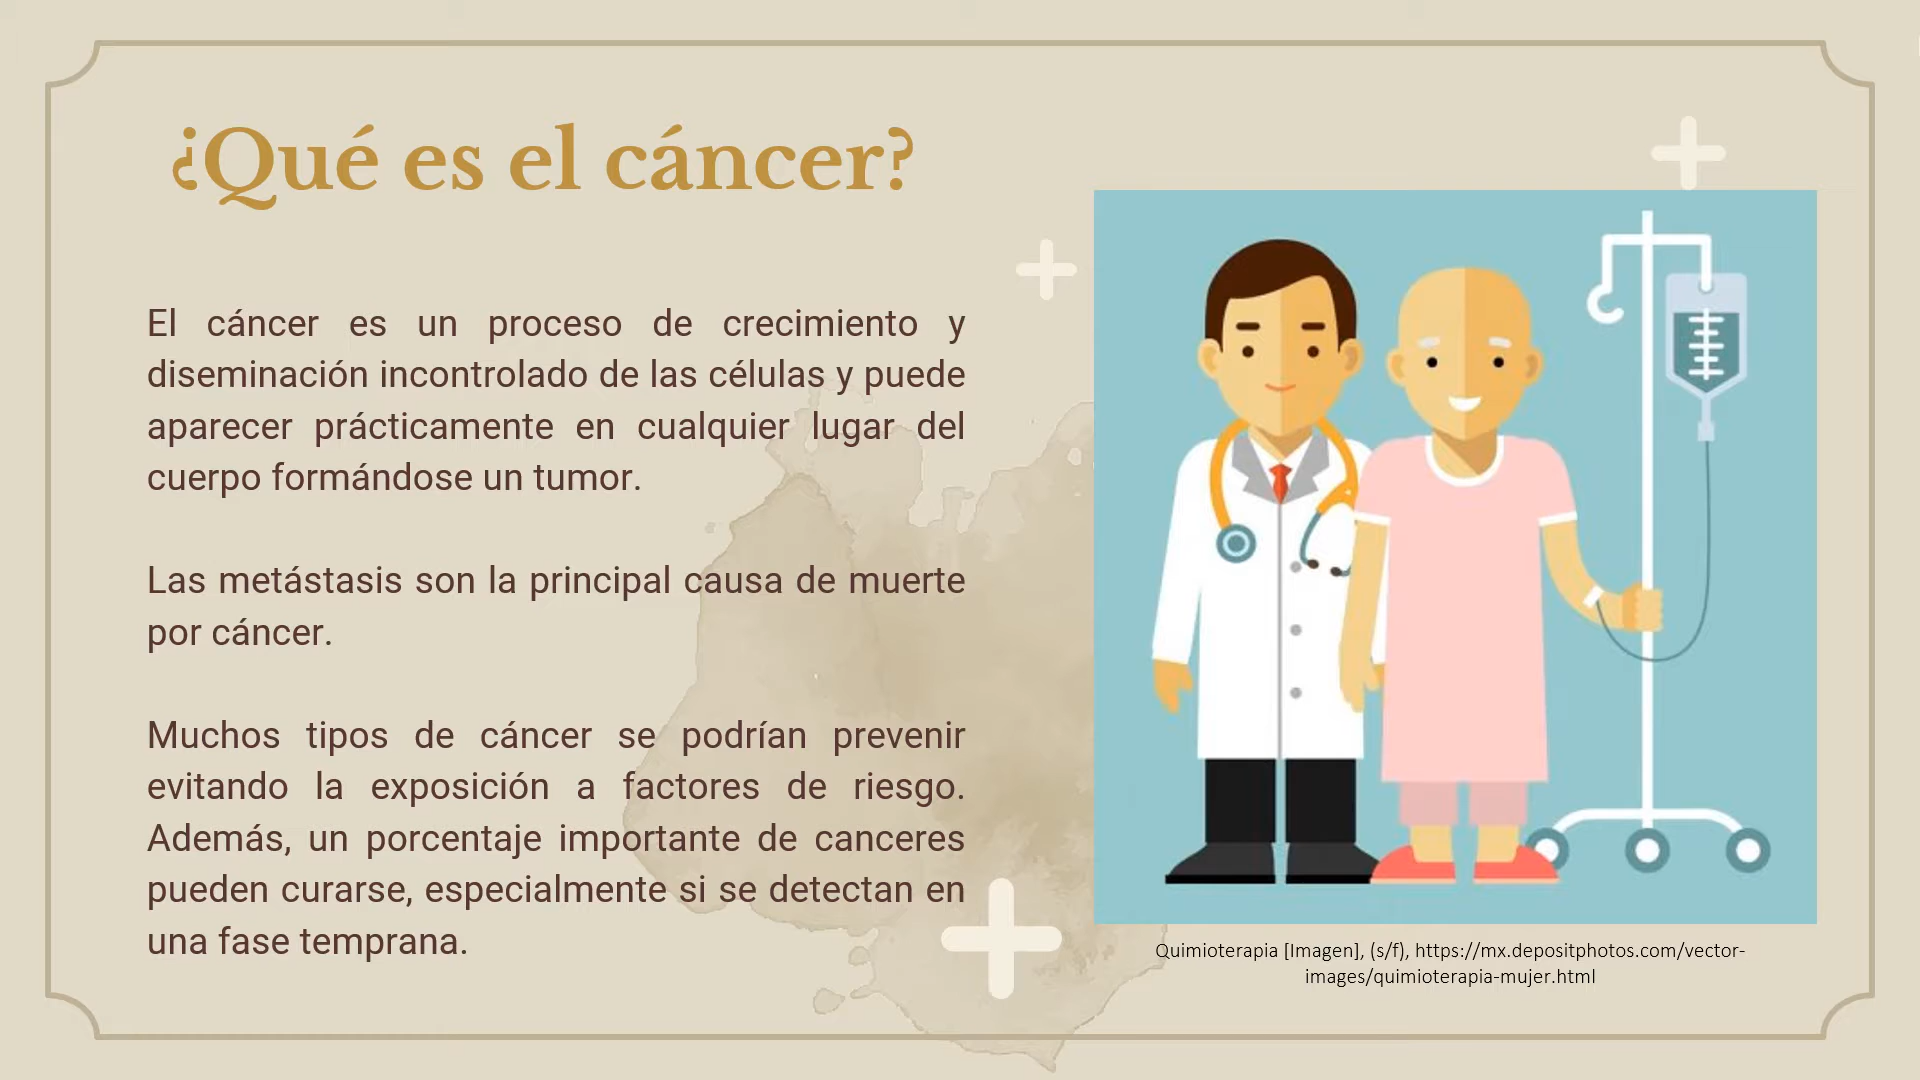 ¿Qué es el cáncer?
El cáncer es un proceso de crecimiento y
diseminación incontrolado de las células y puede
aparecer prácticamente en cualquier lugar del
cuerpo formándose un tumor.
Las metástasis son la principal causa de muerte
por cáncer.
Muchos tipos de cáncer se podrían prevenir
evitando la exposición a factores de riesgo.
Además, un porcentaje importante de canceres
pueden curarse, especialmente si se detectan en
una fase temprana.
Quimioterapia [Imagen], (s/f), https://mx.depositphotos.com/vector-
images/quimioterapia-mujer.html